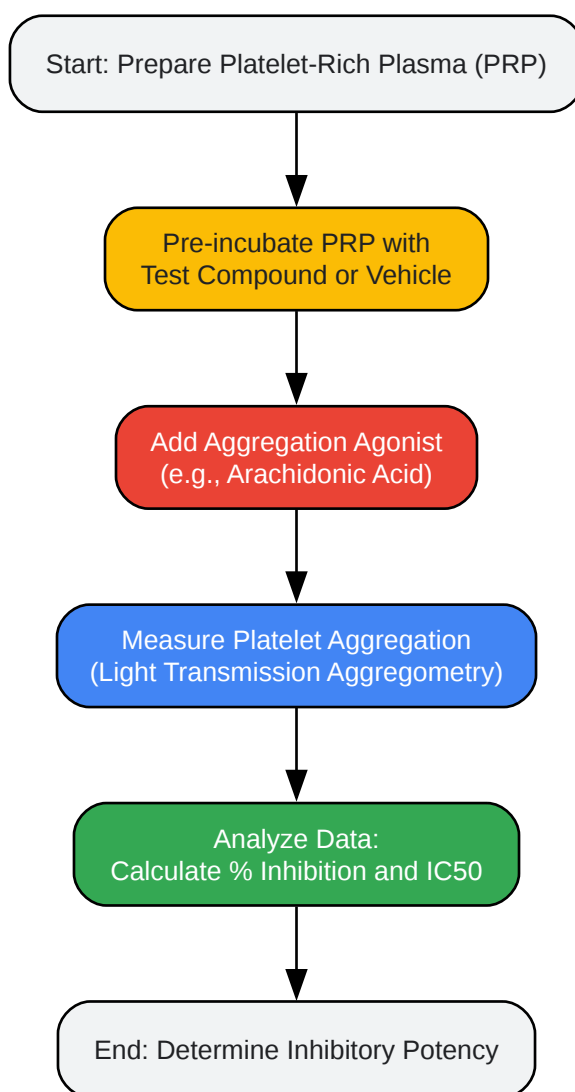 Start: Prepare Platelet-Rich Plasma (PRP)
Pre-incubate PRP with
Test Compound or Vehicle
Add Aggregation Agonist
(e.g., Arachidonic Acid)
Measure Platelet Aggregation
(Light Transmission Aggregometry)
Analyze Data:
Calculate % Inhibition and IC50
End: Determine Inhibitory Potency